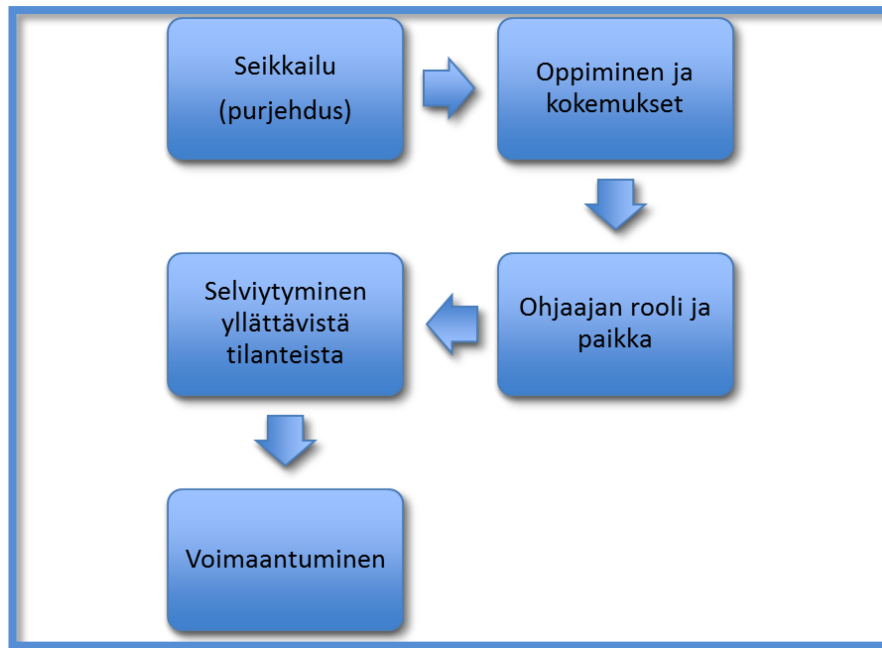 Seikkailu
(purjehdus)
Oppiminen ja
kokemukset
Ohjaajan rooli ja
paikka
Selviytyminen
yllättävistä
tilanteista
Voimaantuminen